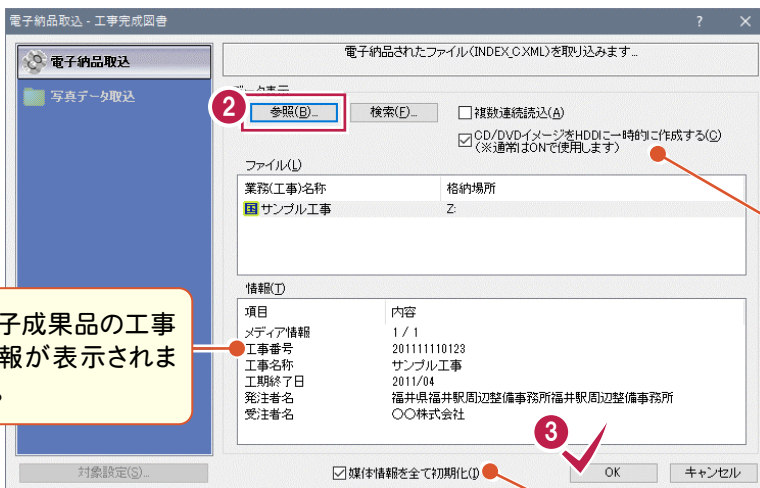 電子納品取込 - 工事完成図書
電子納品取込
写真データ取込
電子納品されたファイル(INDEX_C.XML)を取り込みます...
データ表示
2
参照(B)...
検索(F)...
複数連続読込(A)
CD/DVDイメージをHDDに一時的に作成する(C)
(※通常はONで使用します)
ファイル(L)
業務(工事)名称 格納場所
国 サンプル工事 Z:
情報(T)
項目 内容
メディア情報 1 / 1
工事番号 201111110123
工事名称 サンプル工事
工期終了日 2011/04
発注者名 福井県福井駅周辺整備事務所福井駅周辺整備事務所
受注者名 〇〇株式会社
子成果品の工事
報が表示されま
。
3
対象設定(S)...
媒体情報を全て初期化(I)
OK
キャンセル